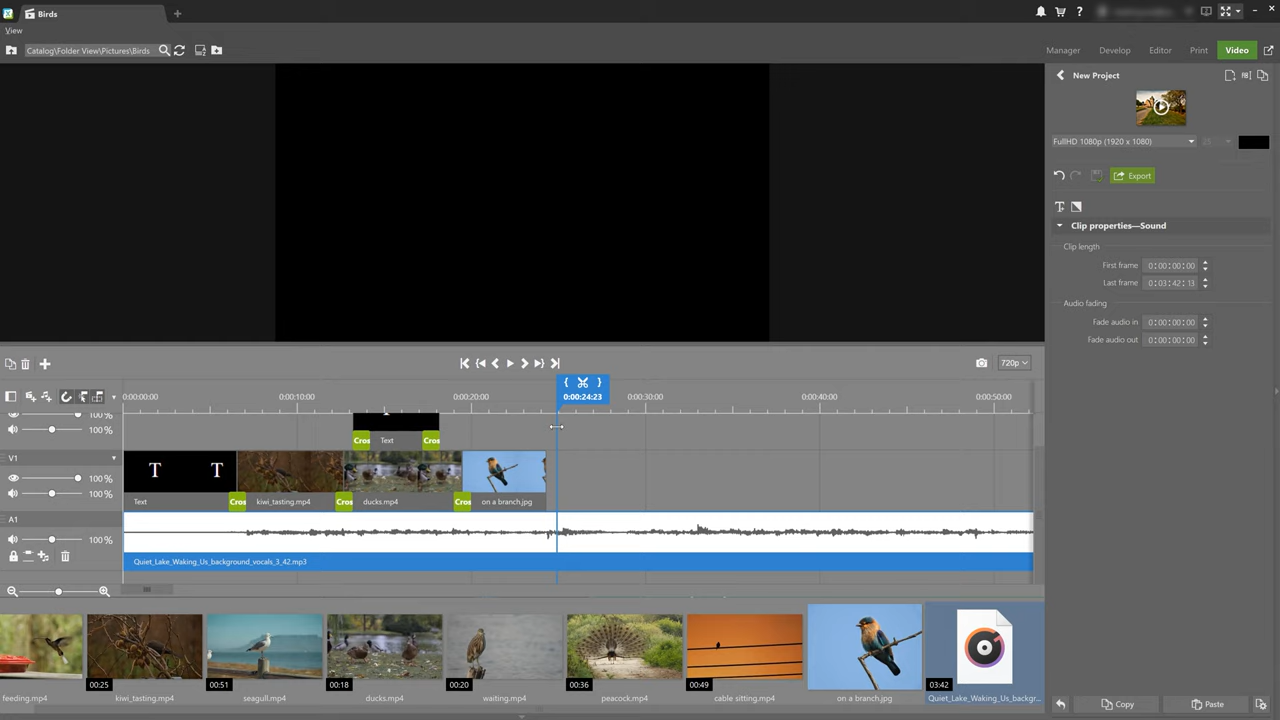 Birds
View
Catalog\Folder View\Pictures\Birds
Manager
Develop
Editor
Print
Video
New Project
FullHD 1080p (1920 x 1080)
Export
Clip properties—Sound
Clip length
First frame 0:00:00:00
Last frame 0:03:42:13
Audio fading
Fade audio in 0:00:00:00
Fade audio out 0:00:00:00
720p
0:00:24:23
0:00:00:00
0:00:10:00
0:00:20:00
0:00:30:00
0:00:40:00
0:00:50:00
100%
100%
Cros
Text
Cros
V1
100%
100%
T
T
Text
Cros
kiwi_tasting.mp4
Cros
ducks.mp4
Cros
on a branch.jpg
A1
100%
Quiet_Lake_Waking_Us_background_vocals_3_42.mp3
00:25
00:51
00:18
00:20
00:36
00:49
03:42
feeding.mp4
kiwi_tasting.mp4
seagull.mp4
ducks.mp4
waiting.mp4
peacock.mp4
cable sitting.mp4
on a branch.jpg
Quiet_Lake_Waking_Us_backgr...
Copy
Paste